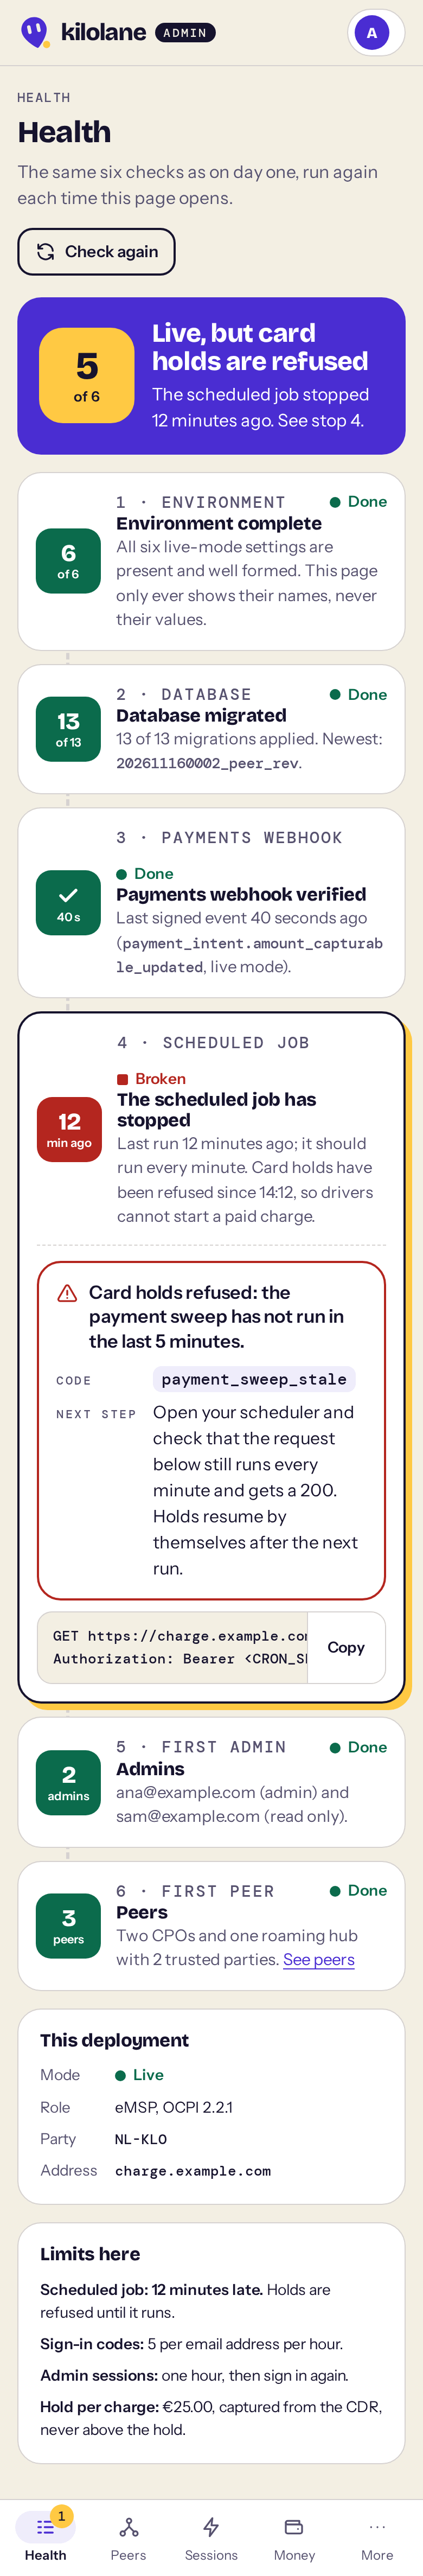 kilolane ADMIN
A
HEALTH
Health
The same six checks as on day one, run again
each time this page opens.
Check again
5
of 6
Live, but card
holds are refused
The scheduled job stopped
12 minutes ago. See stop 4.
6
of 6
1 · ENVIRONMENT
Done
Environment complete
All six live-mode settings are
present and well formed. This page
only ever shows their names, never
their values.
13
of 13
2 · DATABASE
Done
Database migrated
13 of 13 migrations applied. Newest:
202611160002_peer_rev.
40 s
3 · PAYMENTS WEBHOOK
Done
Payments webhook verified
Last signed event 40 seconds ago
(payment_intent.amount_capturab
le_updated, live mode).
12
min ago
4 · SCHEDULED JOB
Broken
The scheduled job has
stopped
Last run 12 minutes ago; it should
run every minute. Card holds have
been refused since 14:12, so drivers
cannot start a paid charge.
Card holds refused: the
payment sweep has not run in
the last 5 minutes.
CODE
payment_sweep_stale
NEXT STEP
Open your scheduler and
check that the request
below still runs every
minute and gets a 200.
Holds resume by
themselves after the next
run.
GET https://charge.example.com
Authorization: Bearer <CRON_S
Copy
2
admins
5 · FIRST ADMIN
Done
Admins
ana@example.com (admin) and
sam@example.com (read only).
3
peers
6 · FIRST PEER
Done
Peers
Two CPOs and one roaming hub
with 2 trusted parties. See peers
This deployment
Mode
Live
Role
eMSP, OCPI 2.2.1
Party
NL-KLO
Address
charge.example.com
Limits here
Scheduled job: 12 minutes late. Holds are
refused until it runs.
Sign-in codes: 5 per email address per hour.
Admin sessions: one hour, then sign in again.
Hold per charge: €25.00, captured from the CDR,
never above the hold.
1
Health
Peers
Sessions
Money
More